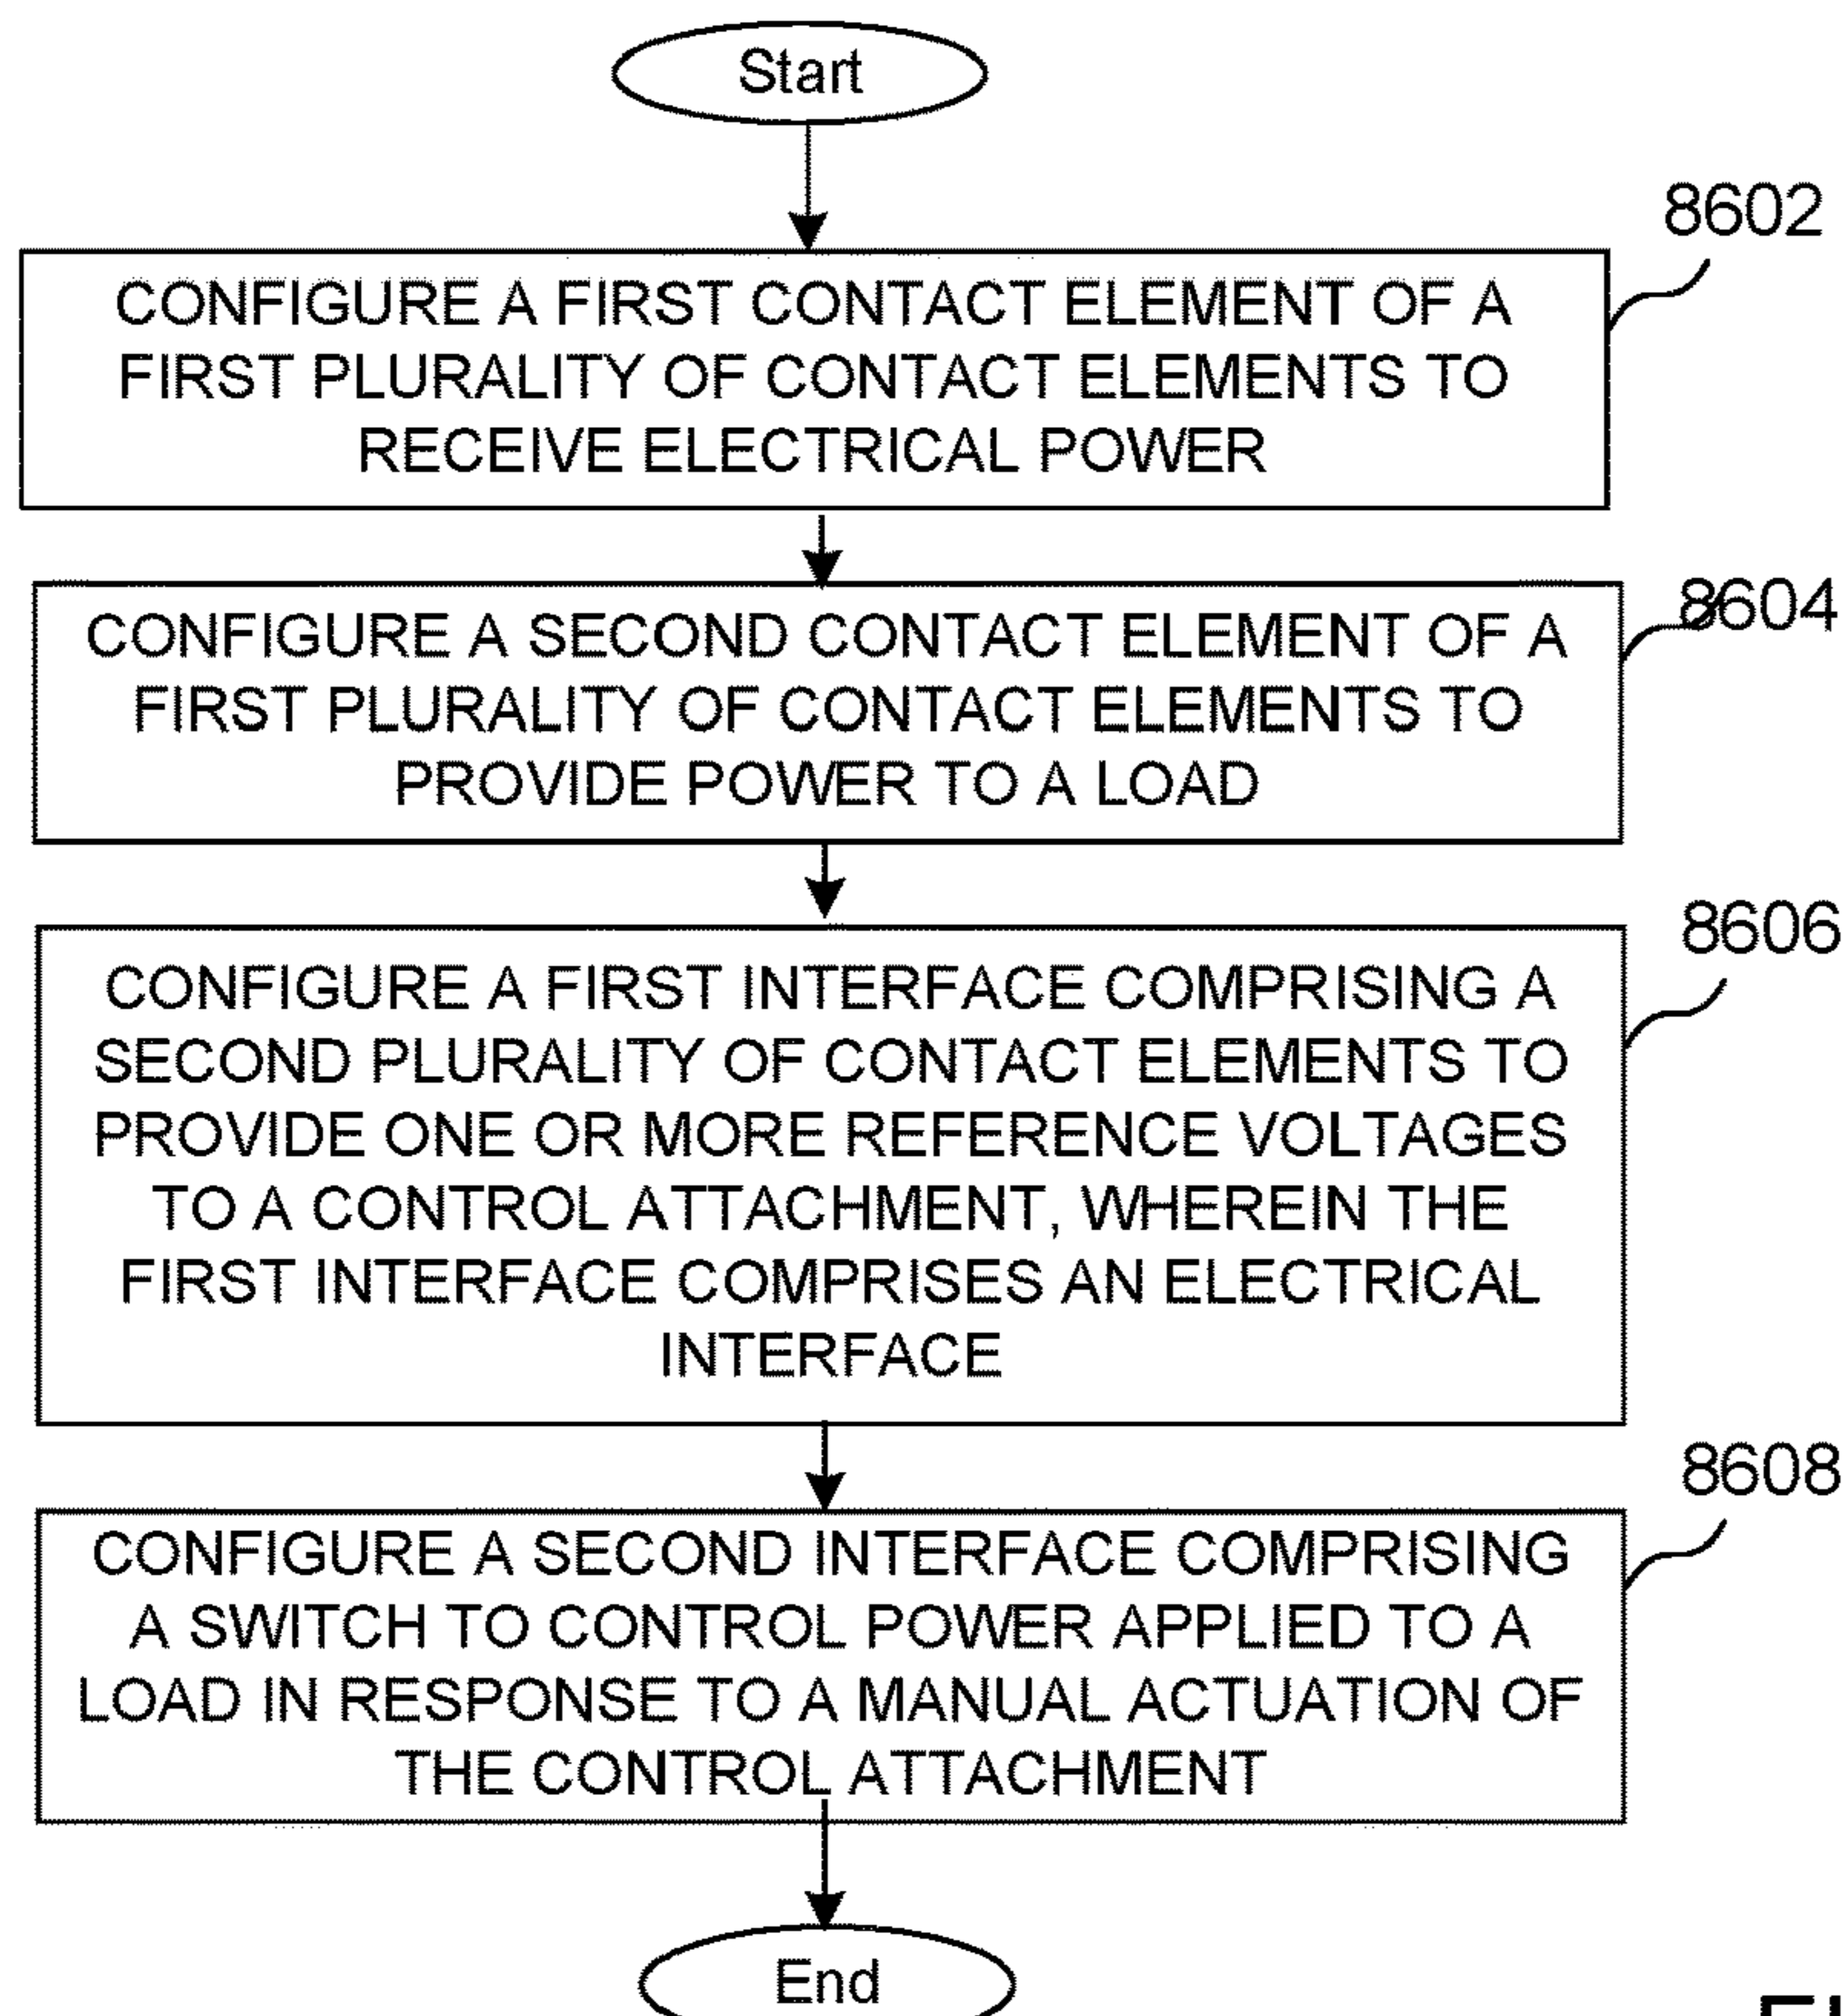 Start
8602
CONFIGURE A FIRST CONTACT ELEMENT OF A
FIRST PLURALITY OF CONTACT ELEMENTS TO
RECEIVE ELECTRICAL POWER
8604
CONFIGURE A SECOND CONTACT ELEMENT OF A
FIRST PLURALITY OF CONTACT ELEMENTS TO
PROVIDE POWER TO A LOAD
8606
CONFIGURE A FIRST INTERFACE COMPRISING A
SECOND PLURALITY OF CONTACT ELEMENTS TO
PROVIDE ONE OR MORE REFERENCE VOLTAGES
TO A CONTROL ATTACHMENT, WHEREIN THE
FIRST INTERFACE COMPRISES AN ELECTRICAL
INTERFACE
8608
CONFIGURE A SECOND INTERFACE COMPRISING
A SWITCH TO CONTROL POWER APPLIED TO A
LOAD IN RESPONSE TO A MANUAL ACTUATION OF
THE CONTROL ATTACHMENT
End